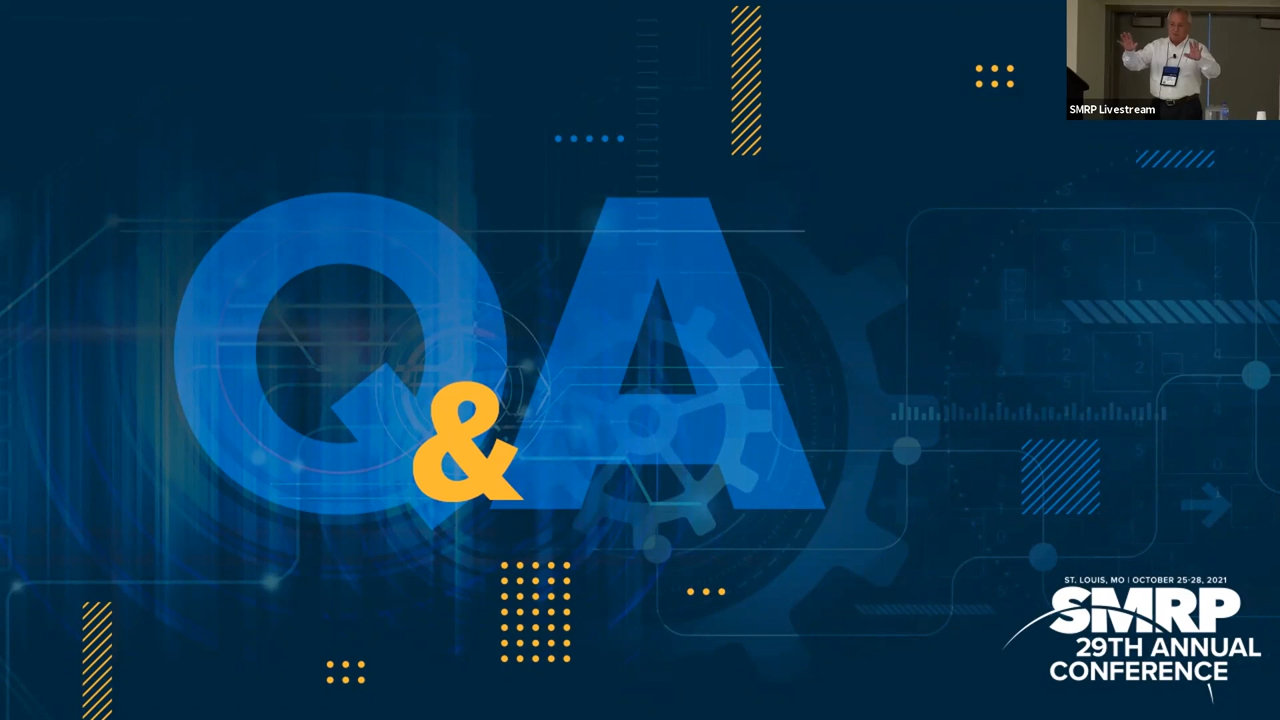 SMRP Livestream
Q&A
ST. LOUIS, MO | OCTOBER 25-28, 2021
SMRP
29TH ANNUAL
CONFERENCE